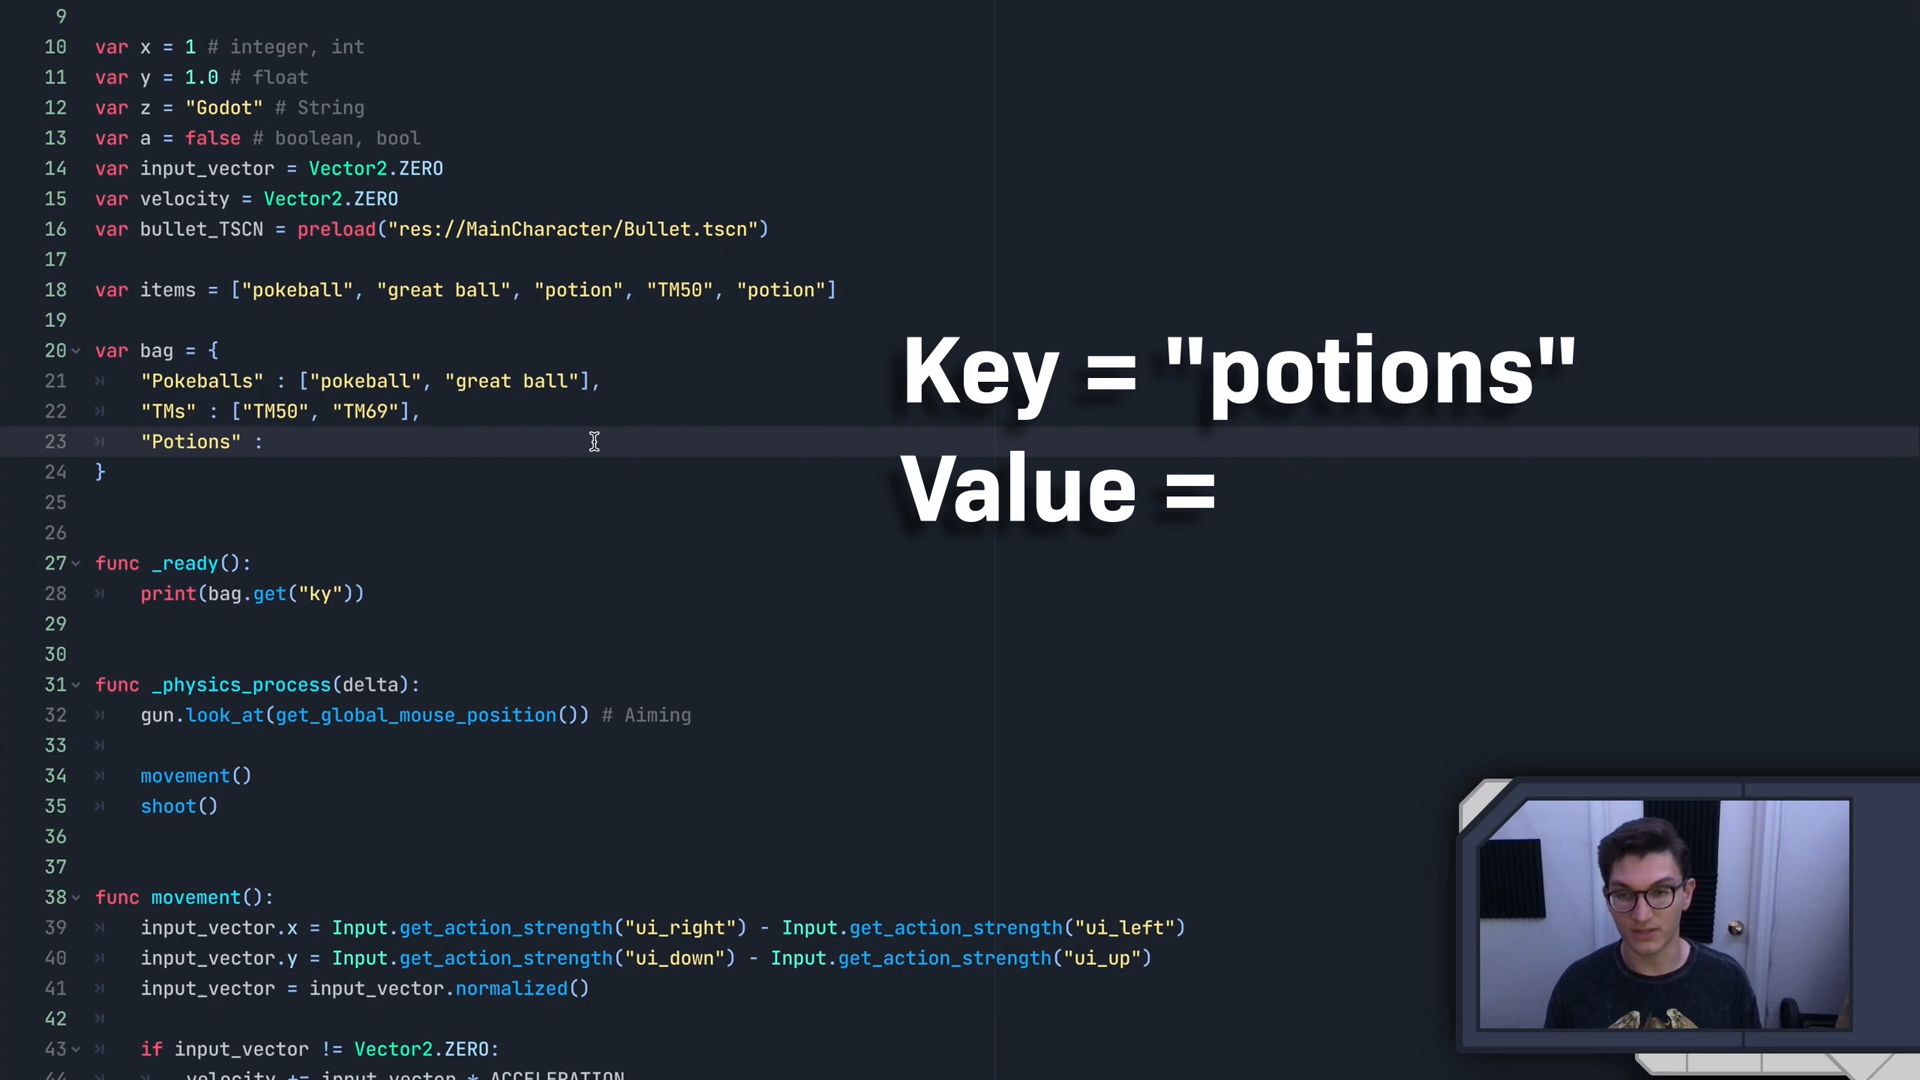 9
10 var x = 1 # integer, int
11 var y = 1.0 # float
12 var z = "Godot" # String
13 var a = false # boolean, bool
14 var input_vector = Vector2.ZERO
15 var velocity = Vector2.ZERO
16 var bullet_TSCN = preload("res://MainCharacter/Bullet.tscn")
17
18 var items = ["pokeball", "great ball", "potion", "TM50", "potion"]
19
20 var bag = {
21 "Pokeballs" : ["pokeball", "great ball"],
22 "TMs" : ["TM50", "TM69"],
23 "Potions" :
24 }
25
26
27 func _ready():
28 print(bag.get("ky"))
29
30
31 func _physics_process(delta):
32 gun.look_at(get_global_mouse_position()) # Aiming
33
34 movement()
35 shoot()
36
37
38 func movement():
39 input_vector.x = Input.get_action_strength("ui_right") - Input.get_action_strength("ui_left")
40 input_vector.y = Input.get_action_strength("ui_down") - Input.get_action_strength("ui_up")
41 input_vector = input_vector.normalized()
42
43 if input_vector != Vector2.ZERO:
44 velocity += input_vector * ACCELERATION
Key = "potions"
Value =